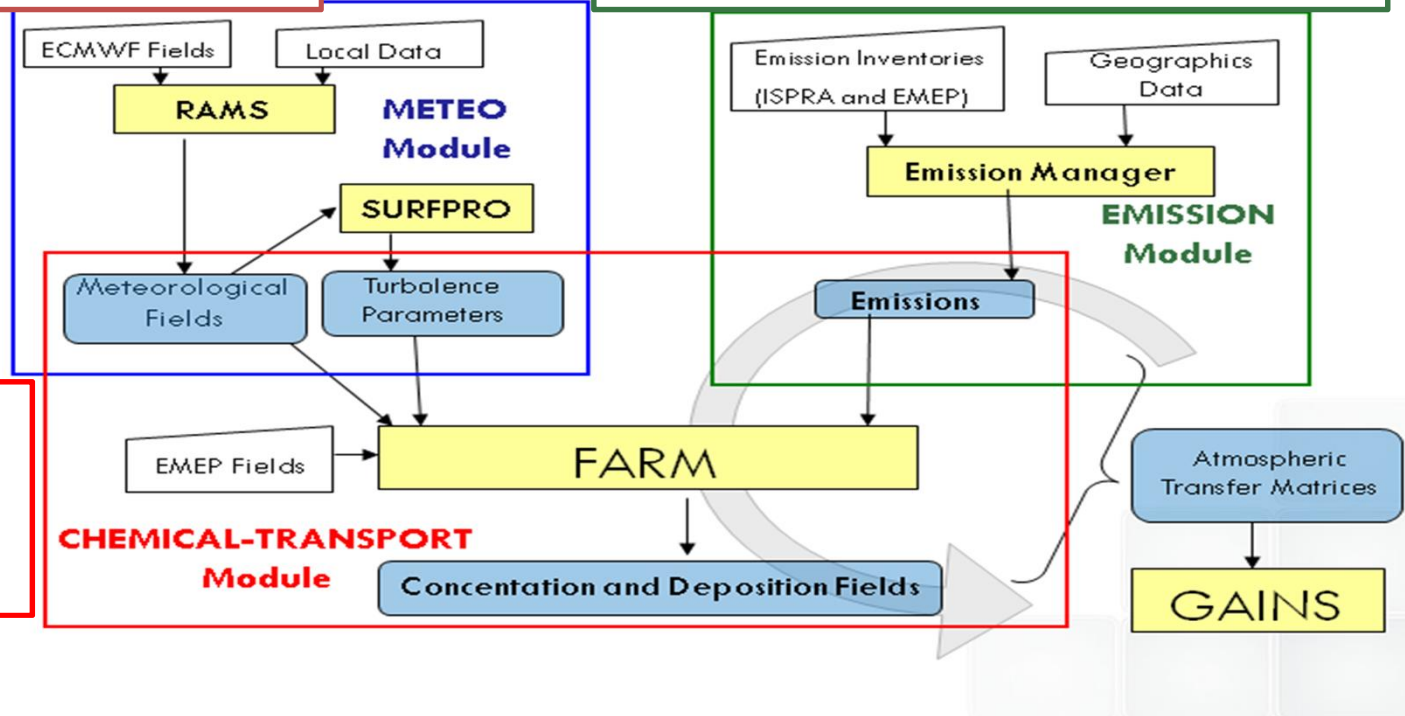 ECMWF Fields
Local Data
RAMS
METEO
Module
SURFPRO
Meteorological
Fields
Turbolence
Parameters
Emission Inventories
(ISPRA and EMEP)
Geographics
Data
Emission Manager
EMISSION
Module
Emissions
EMEP Fields
FARM
CHEMICAL-TRANSPORT
Module
Concentation and Deposition Fields
Atmospheric
Transfer Matrices
GAINS